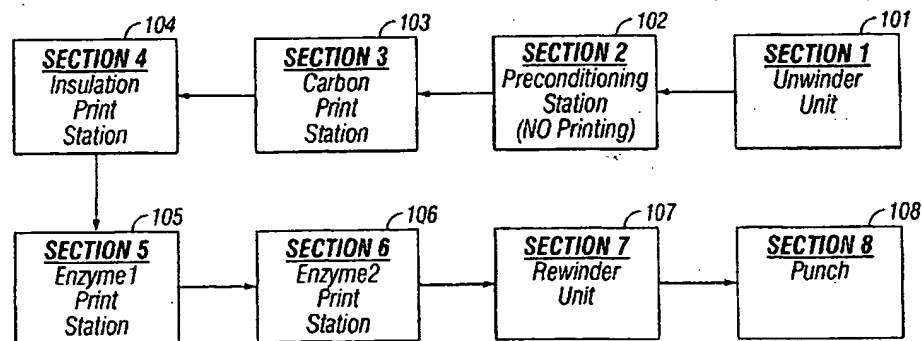 104
SECTION 4
Insulation
Print
Station
103
SECTION 3
Carbon
Print
Station
102
SECTION 2
Preconditioning
Station
(NO Printing)
101
SECTION 1
Unwinder
Unit
105
SECTION 5
Enzyme1
Print
Station
106
SECTION 6
Enzyme2
Print
Station
107
SECTION 7
Rewinder
Unit
108
SECTION 8
Punch